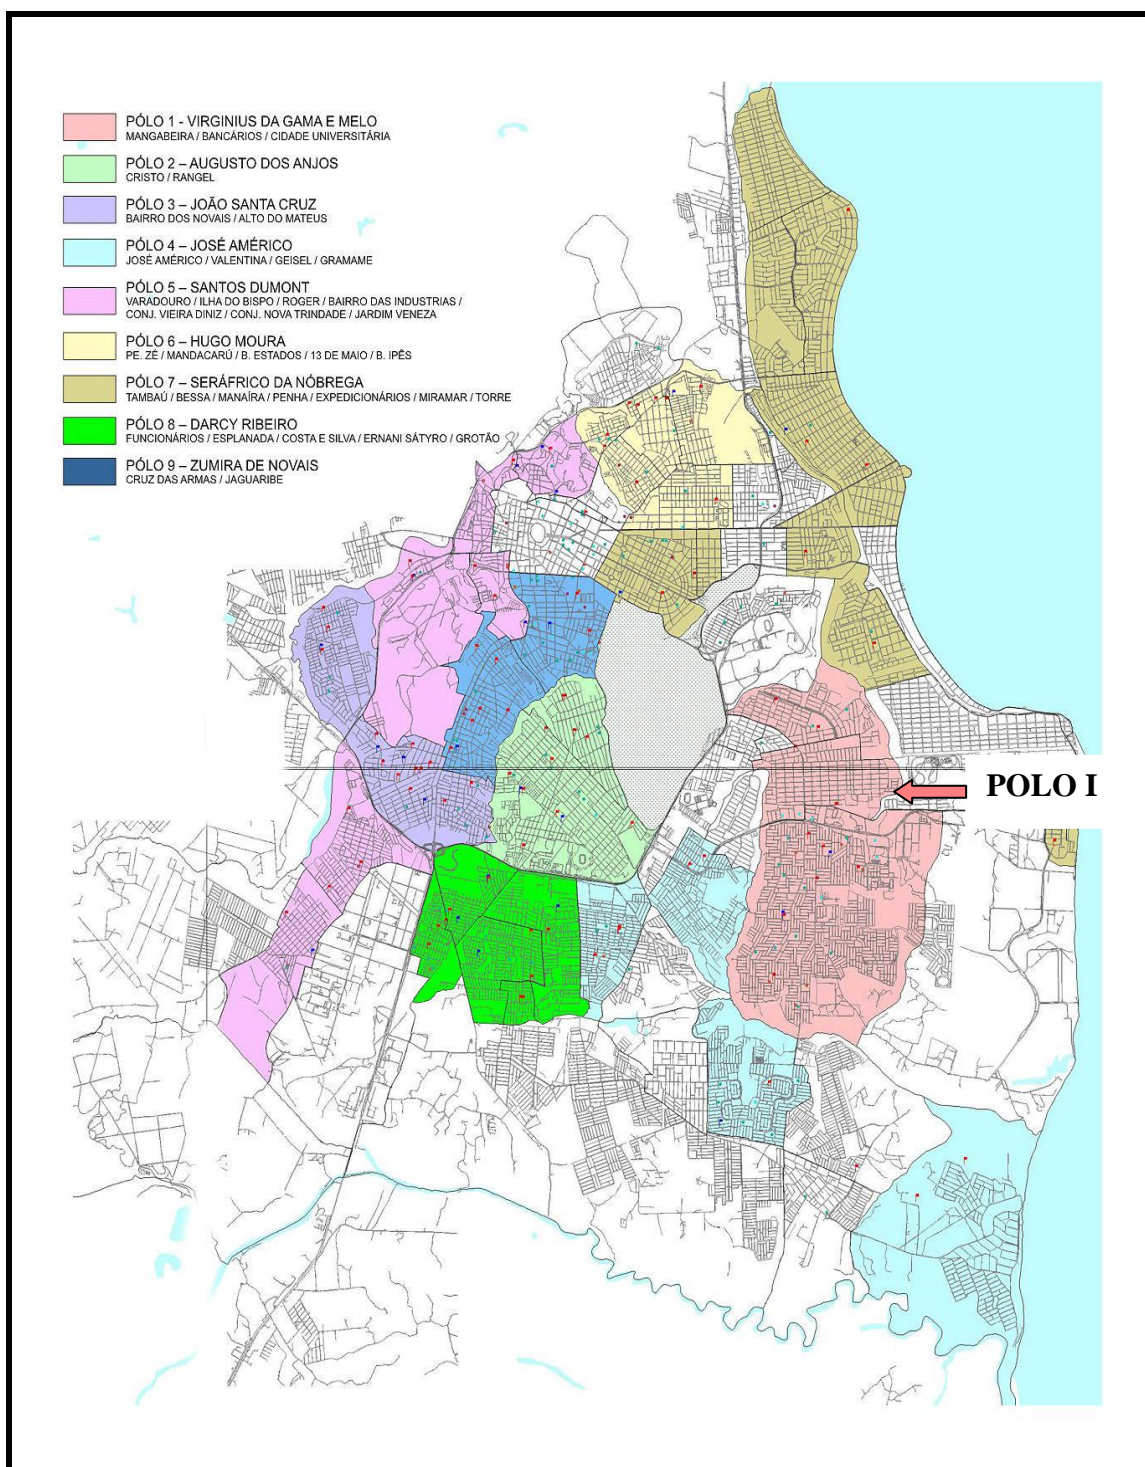 PÓLO 1 - VIRGINIUS DA GAMA E MELO
MANGABEIRA / BANCÁRIOS / CIDADE UNIVERSITÁRIA
PÓLO 2 – AUGUSTO DOS ANJOS
CRISTO / RANGEL
PÓLO 3 – JOÃO SANTA CRUZ
BAIRRO DOS NOVAIS / ALTO DO MATEUS
PÓLO 4 – JOSÉ AMÉRICO
JOSÉ AMÉRICO / VALENTINA / GEISEL / GRAMAME
PÓLO 5 – SANTOS DUMONT
VARADOURO / ILHA DO BISPO / ROGER / BAIRRO DAS INDUSTRIAS /
CONJ. VIEIRA DINIZ / CONJ. NOVA TRINDADE / JARDIM VENEZA
PÓLO 6 – HUGO MOURA
PE. ZÉ / MANDACARÚ / B. ESTADOS / 13 DE MAIO / B. IPÊS
PÓLO 7 – SERÁFRICO DA NÓBREGA
TAMBAÚ / BESSA / MANAÍRA / PENHA / EXPEDICIONÁRIOS / MIRAMAR / TORRE
PÓLO 8 – DARCY RIBEIRO
FUNCIONÁRIOS / ESPLANADA / COSTA E SILVA / ERNANI SÁTYRO / GROTÃO
PÓLO 9 – ZUMIRA DE NOVAIS
CRUZ DAS ARMAS / JAGUARIBE
POLO I